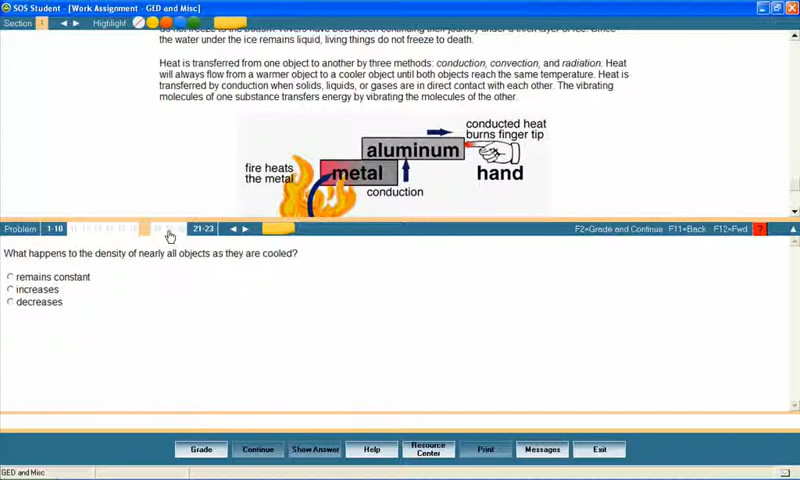 SOS Student - [Work Assignment - GED and Misc]
Section 1 Highlight
the water under the ice remains liquid, living things do not freeze to death.
Heat is transferred from one object to another by three methods: conduction, convection, and radiation. Heat
will always flow from a warmer object to a cooler object until both objects reach the same temperature. Heat is
transferred by conduction when solids, liquids, or gases are in direct contact with each other. The vibrating
molecules of one substance transfers energy by vibrating the molecules of the other.
conducted heat
burns finger tip
aluminum
fire heats
the metal
metal
hand
conduction
Problem 1-10 21-23 F2=Grade and Continue F11=Back F12=Fwd ?
What happens to the density of nearly all objects as they are cooled?
remains constant
increases
decreases
Grade Continue Show Answer Help Resource Center Print Messages Exit
GED and Misc